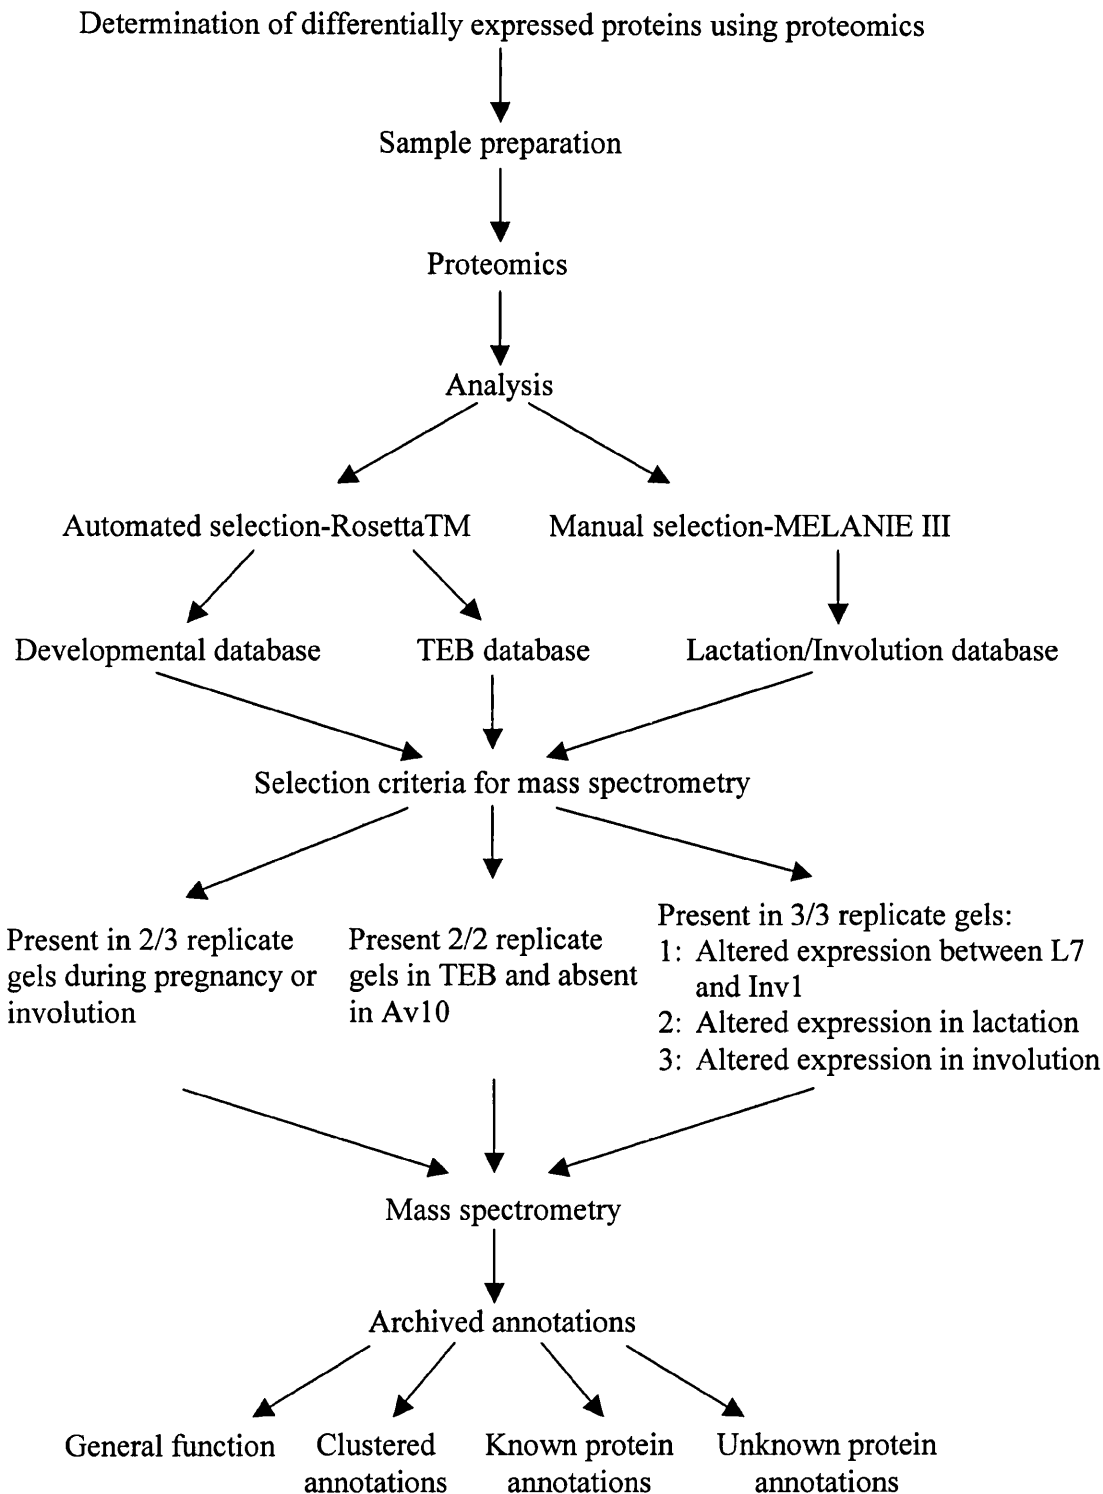 Determination of differentially expressed proteins using proteomics
Sample preparation
Proteomics
Analysis
Automated selection-RosettaTM
Manual selection-MELANIE III
Developmental database
TEB database
Lactation/Involution database
Selection criteria for mass spectrometry
Present in 2/3 replicate
gels during pregnancy or
involution
Present 2/2 replicate
gels in TEB and absent
in Av10
Present in 3/3 replicate gels:
1: Altered expression between L7
and Inv1
2: Altered expression in lactation
3: Altered expression in involution
Mass spectrometry
Archived annotations
General function
Clustered
annotations
Known protein
annotations
Unknown protein
annotations